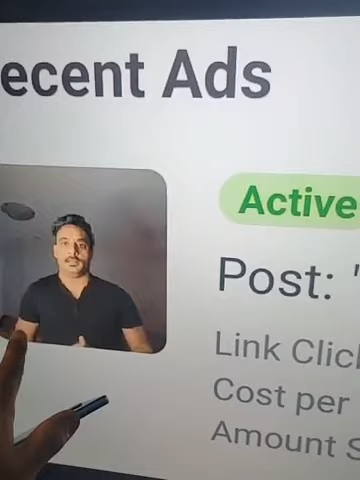 ecent Ads
Active
Post: "
Link Clic
Cost per
Amount S